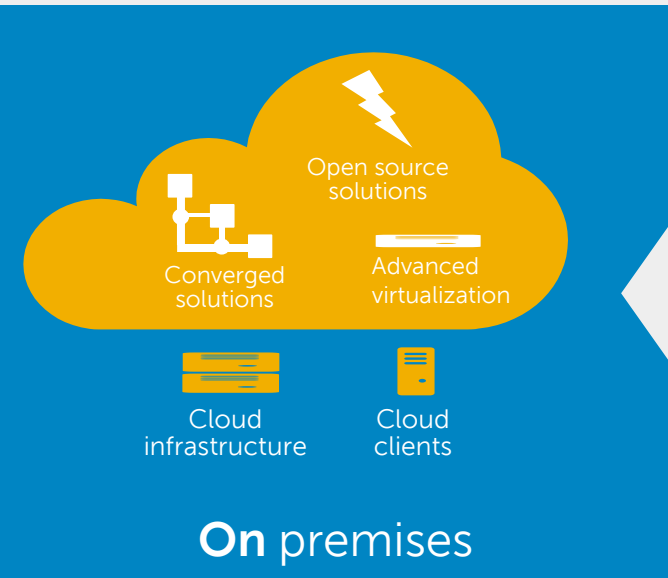 Open source
solutions
Converged
solutions
Advanced
virtualization
Cloud
infrastructure
Cloud
clients
On premises